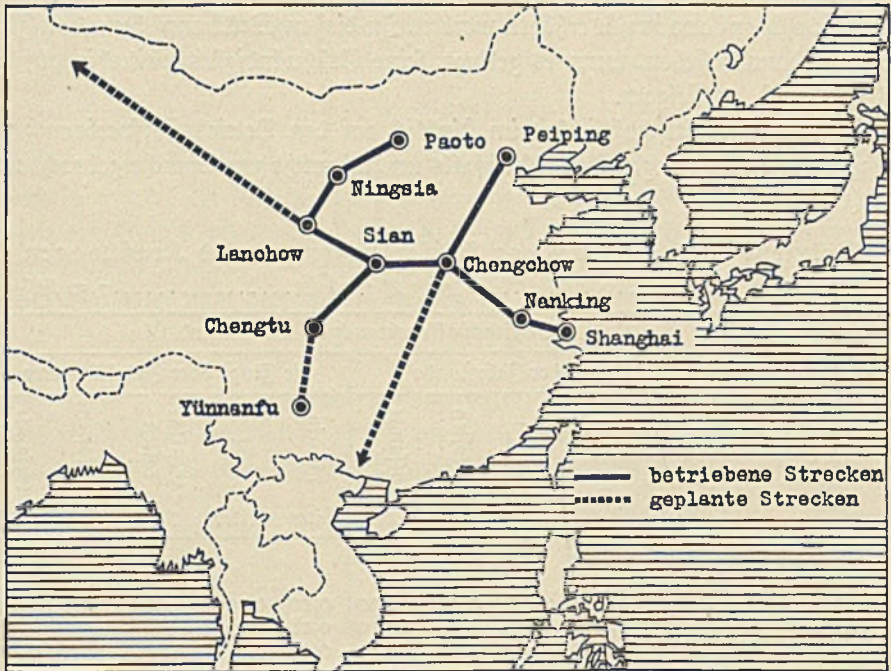 Paoto
Peiping
Ningsia
Lanchow
Sian
Chengchow
Nanking
Chengtu
Shanghai
Yünnanfu
betriebene Strecken
geplante Strecken